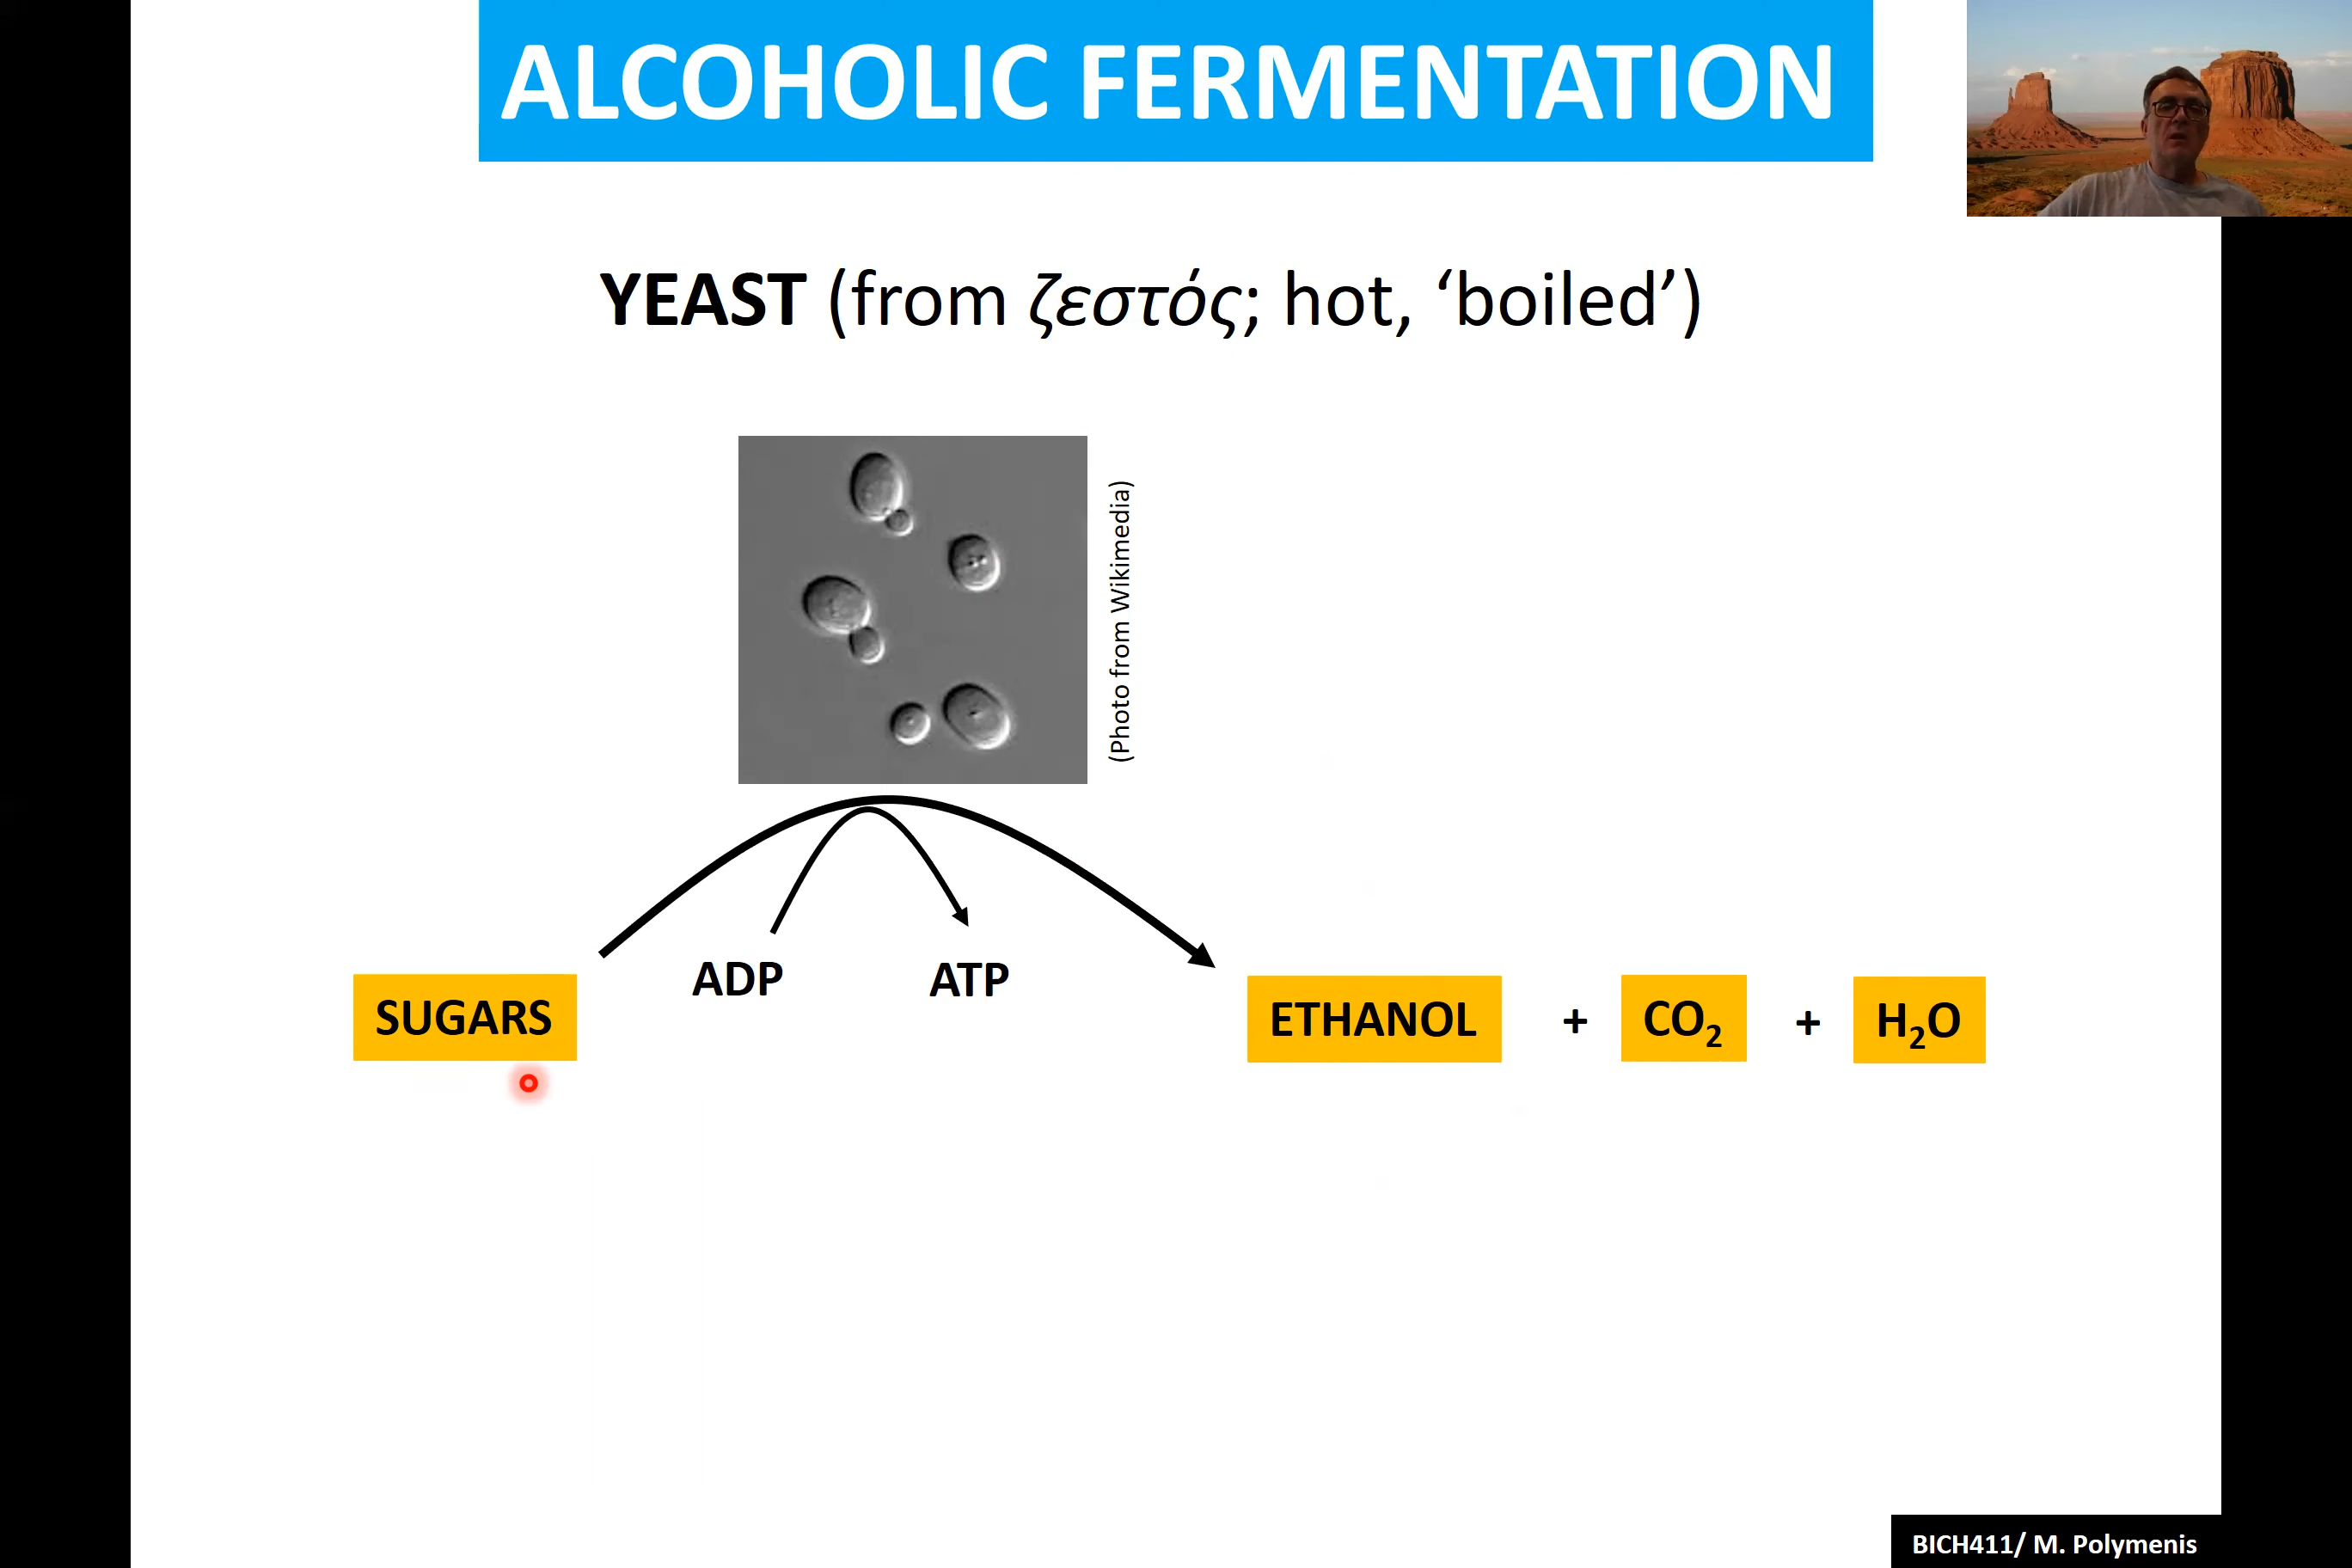 ALCOHOLIC FERMENTATION
YEAST (from ζεστός; hot, ‘boiled’)
(Photo from Wikimedia)
ADP
ATP
SUGARS
ETHANOL + CO₂ + H₂O
BICH411/ M. Polymenis